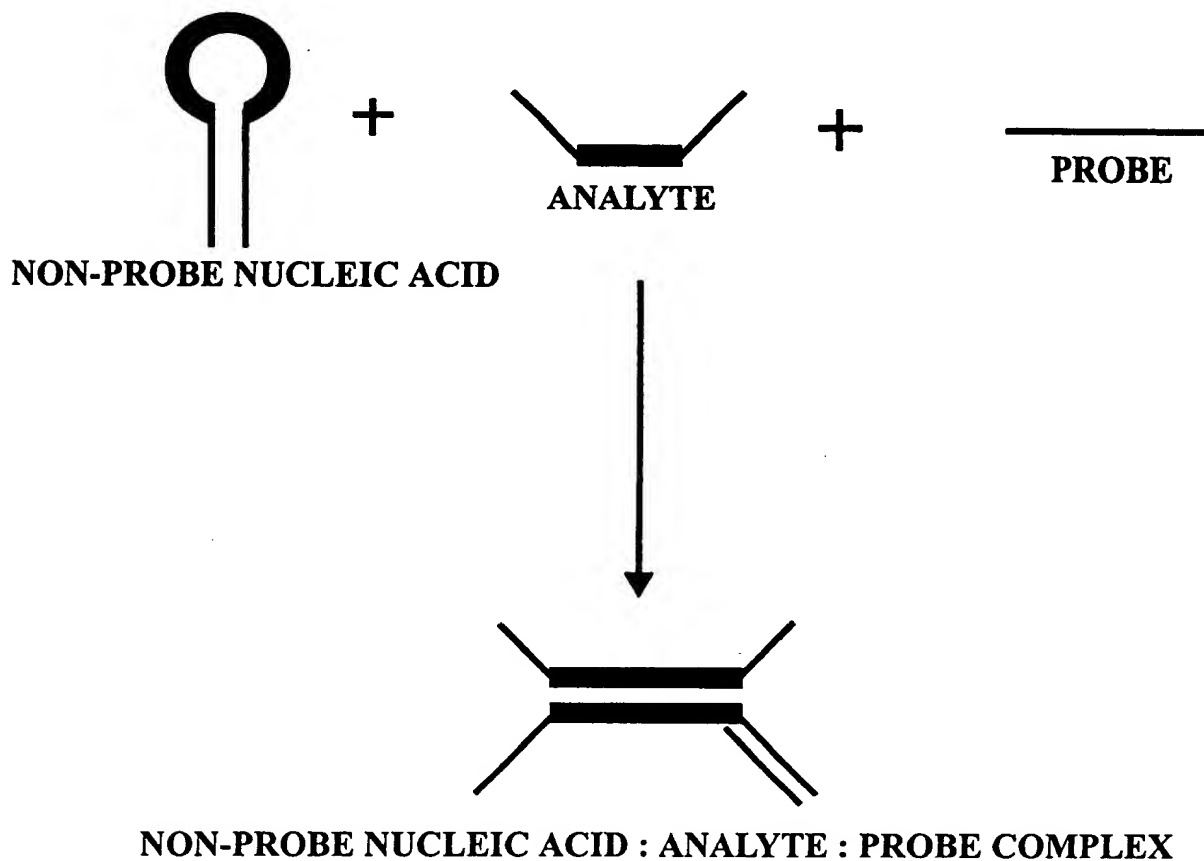 +
+
ANALYTE
PROBE
NON-PROBE NUCLEIC ACID
NON-PROBE NUCLEIC ACID : ANALYTE : PROBE COMPLEX